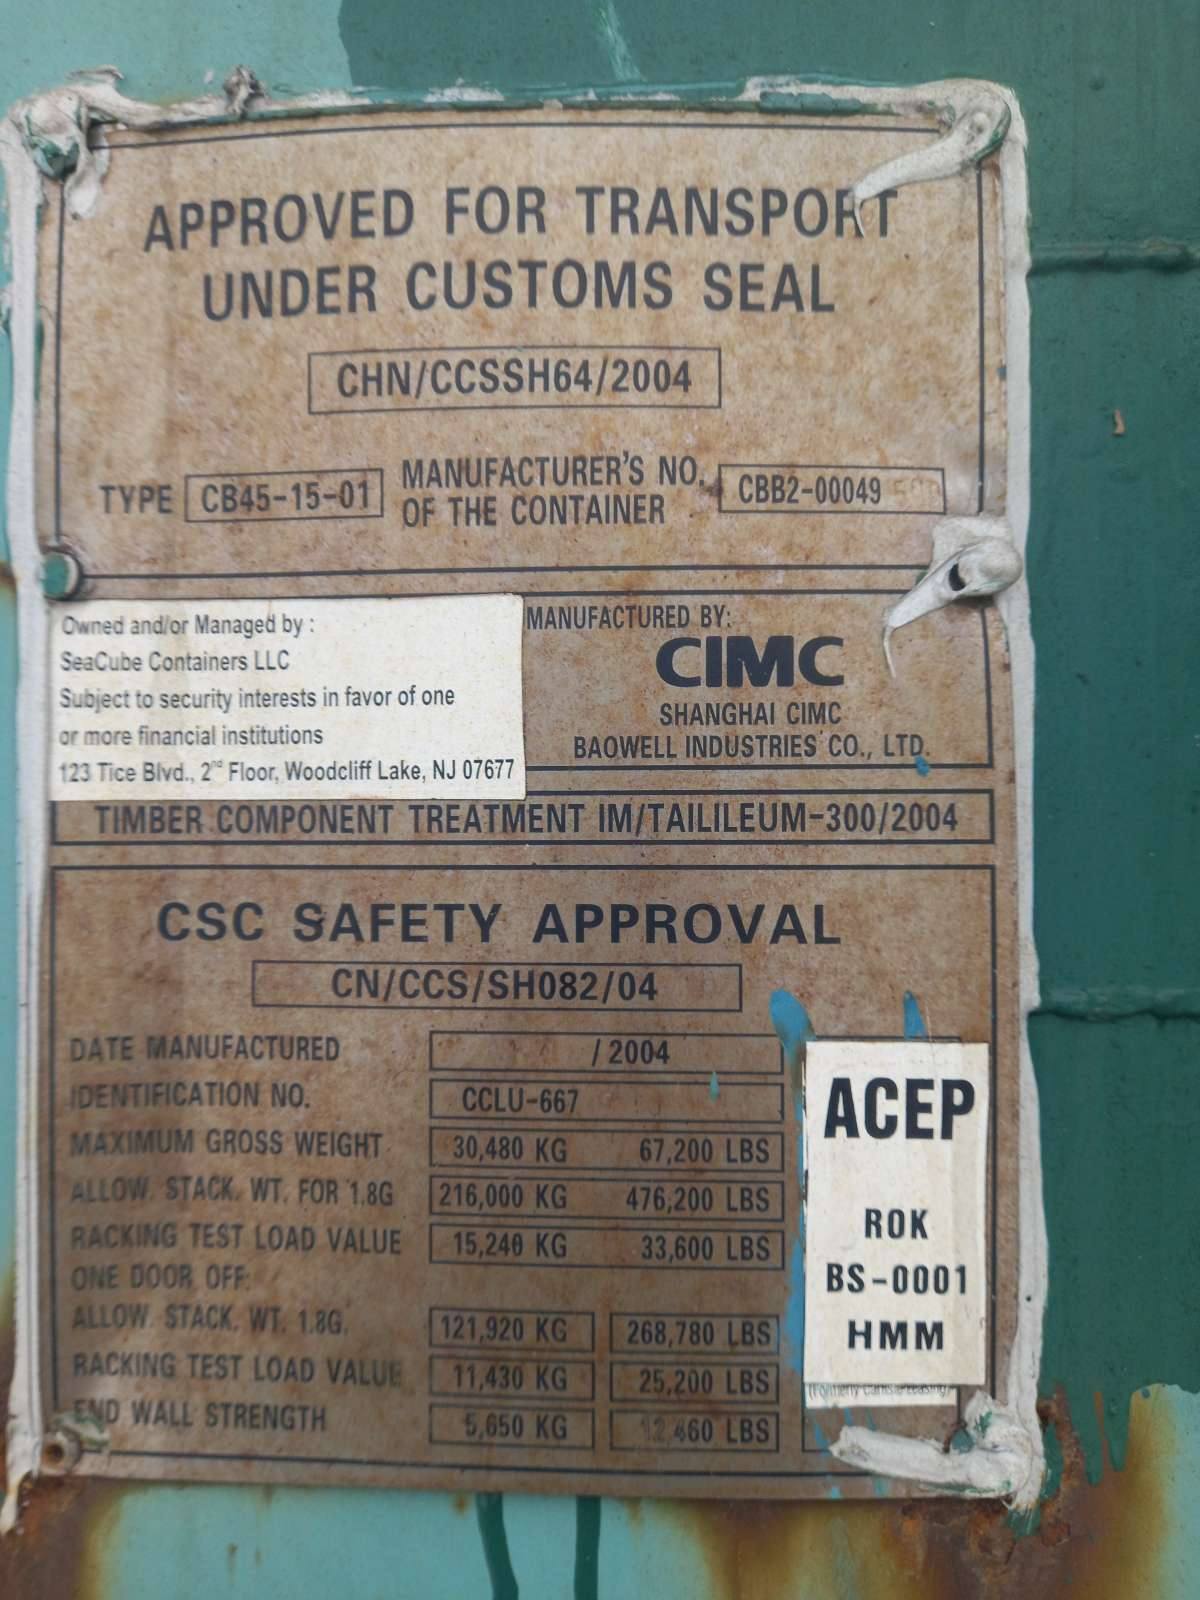 APPROVED FOR TRANSPORT
UNDER CUSTOMS SEAL
CHN/CCSSH64/2004
TYPE CB45-15-01 MANUFACTURER'S NO. OF THE CONTAINER CBB2-00049
Owned and/or Managed by :
SeaCube Containers LLC
Subject to security interests in favor of one
or more financial institutions
123 Tice Blvd., 2nd Floor, Woodcliff Lake, NJ 07677
MANUFACTURED BY:
CIMC
SHANGHAI CIMC
BAOWELL INDUSTRIES CO., LTD.
TIMBER COMPONENT TREATMENT IM/TAILILEUM-300/2004
CSC SAFETY APPROVAL
CN/CCS/SH082/04
DATE MANUFACTURED / 2004
IDENTIFICATION NO. CCLU-667
MAXIMUM GROSS WEIGHT 30,480 KG 67,200 LBS
ALLOW. STACK. WT. FOR 1.8G 216,000 KG 476,200 LBS
RACKING TEST LOAD VALUE 15,240 KG 33,600 LBS
ONE DOOR OFF:
ALLOW. STACK. WT. 1.8G. 121,920 KG 268,780 LBS
RACKING TEST LOAD VALUE 11,430 KG 25,200 LBS
END WALL STRENGTH 5,650 KG 12,460 LBS
ACEP
ROK
BS-0001
HMM